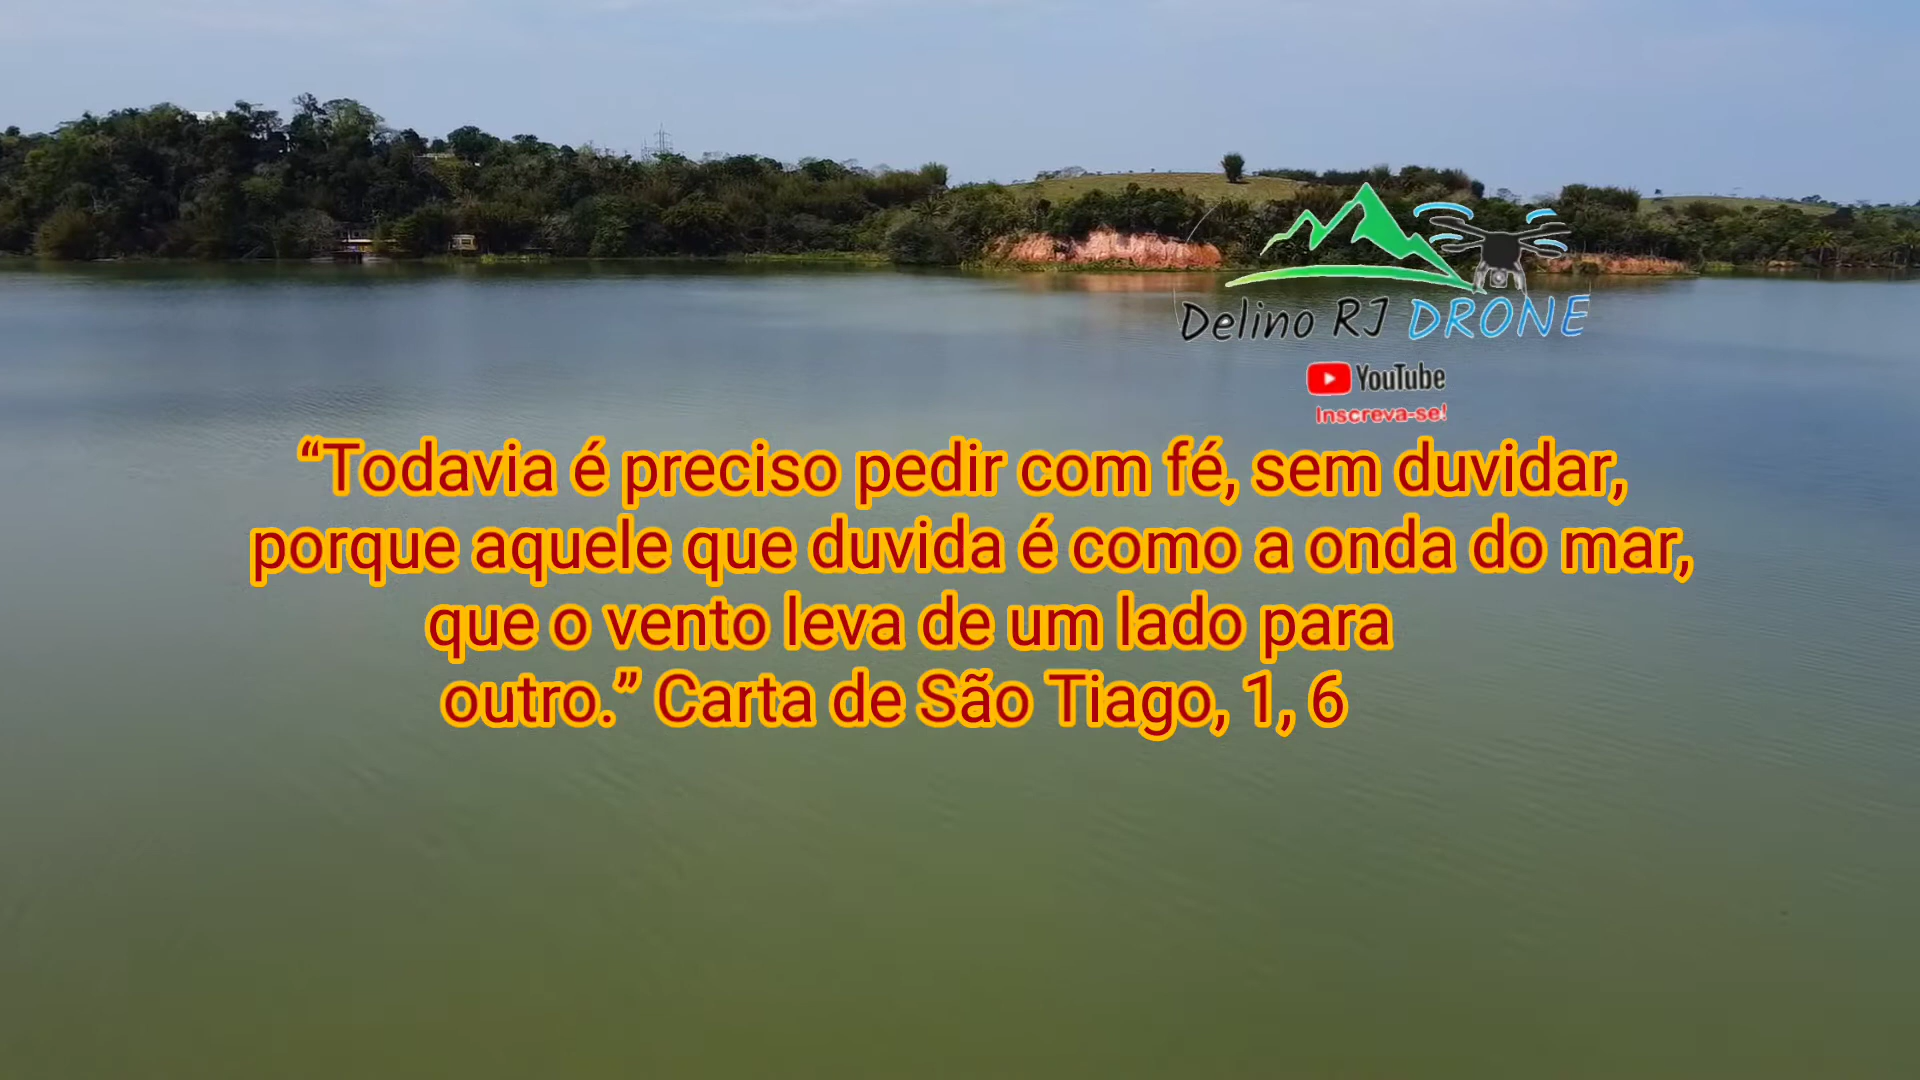 Delino RJ DRONE
YouTube
Inscreva-se!
“Todavia é preciso pedir com fé, sem duvidar,
porque aquele que duvida é como a onda do mar,
que o vento leva de um lado para
outro.” Carta de São Tiago, 1, 6